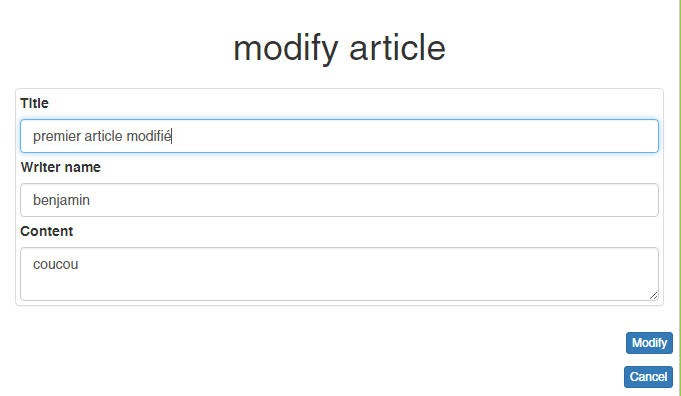 modify article
Title
premier article modifié
Writer name
benjamin
Content
coucou
Modify
Cancel